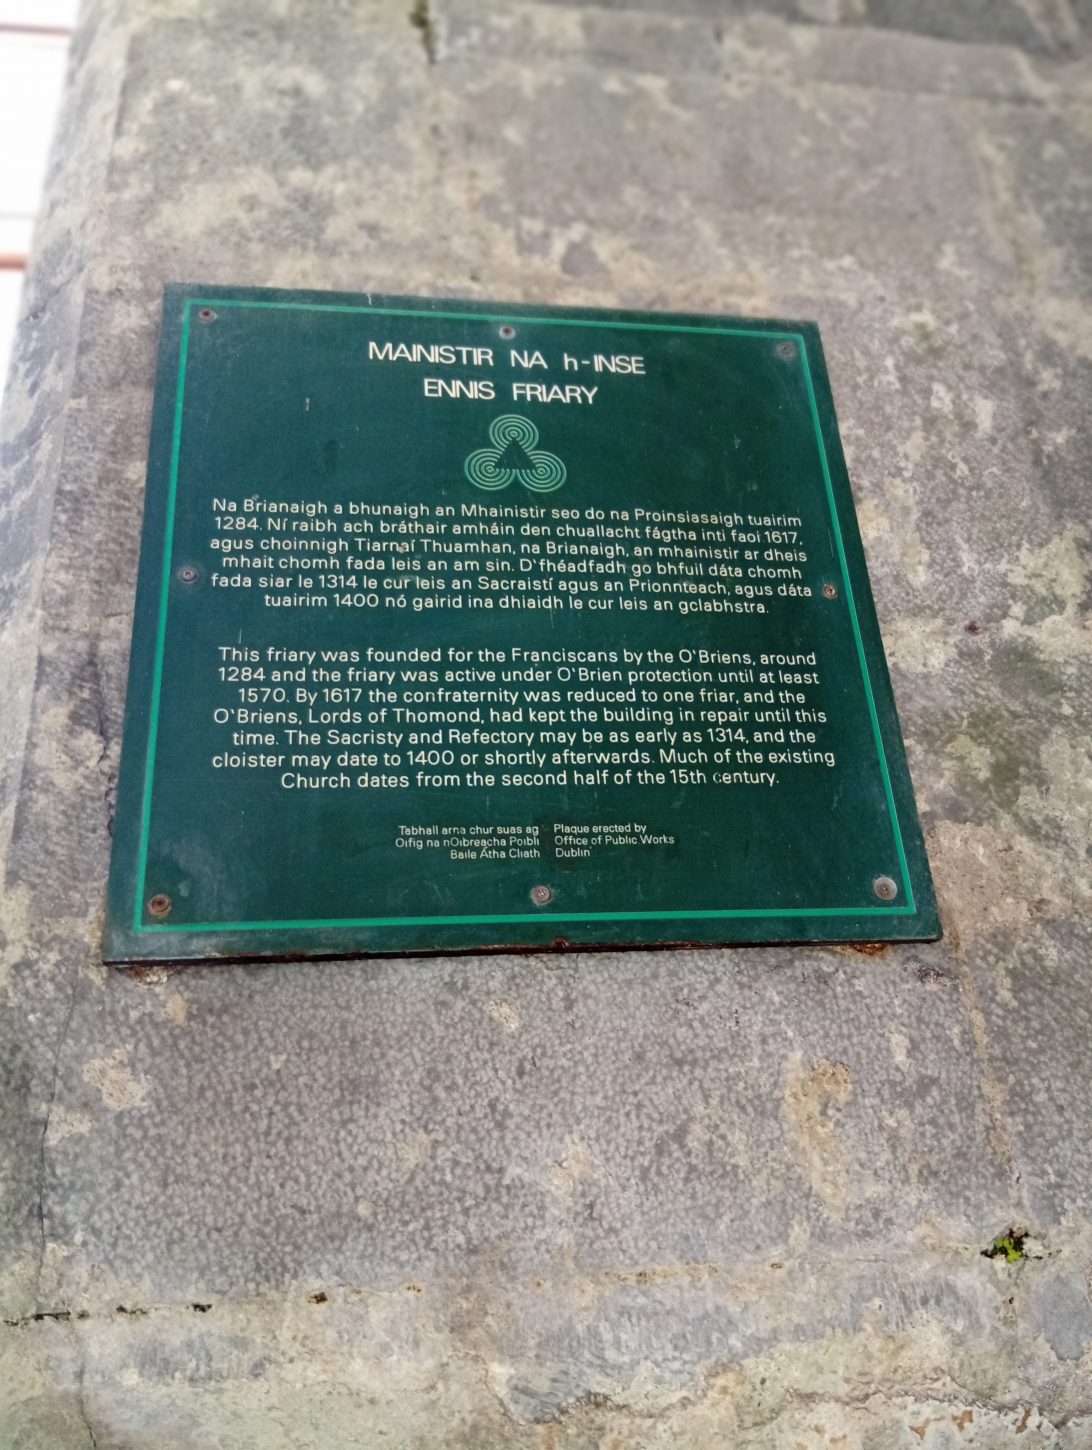 MAINISTIR NA h-INSE
ENNIS FRIARY
Na Brianaigh a bhunaigh an Mhainistir seo do na Proinsiasaigh tuairim
1284. Ní raibh ach bráthair amháin den chuallacht fágtha inti faoi 1617,
agus choinnigh Tiarnaí Thuamhan, na Brianaigh, an mhainistir ar dheis
mhait chomh fada leis an am sin. D'fhéadfadh go bhfuil dáta chomh
fada siar le 1314 le cur leis an Sacraistí agus an Prionnteach, agus dáta
tuairim 1400 nó gairid ina dhiaidh le cur leis an gclabhstra.
This friary was founded for the Franciscans by the O'Briens, around
1284 and the friary was active under O'Brien protection until at least
1570. By 1617 the confraternity was reduced to one friar, and the
O'Briens, Lords of Thomond, had kept the building in repair until this
time. The Sacristy and Refectory may be as early as 1314, and the
cloister may date to 1400 or shortly afterwards. Much of the existing
Church dates from the second half of the 15th century.
Tabhall arna chur suas ag
Oifig na nOibreacha Poiblí
Baile Átha Cliath
Plaque erected by
Office of Public Works
Dublin